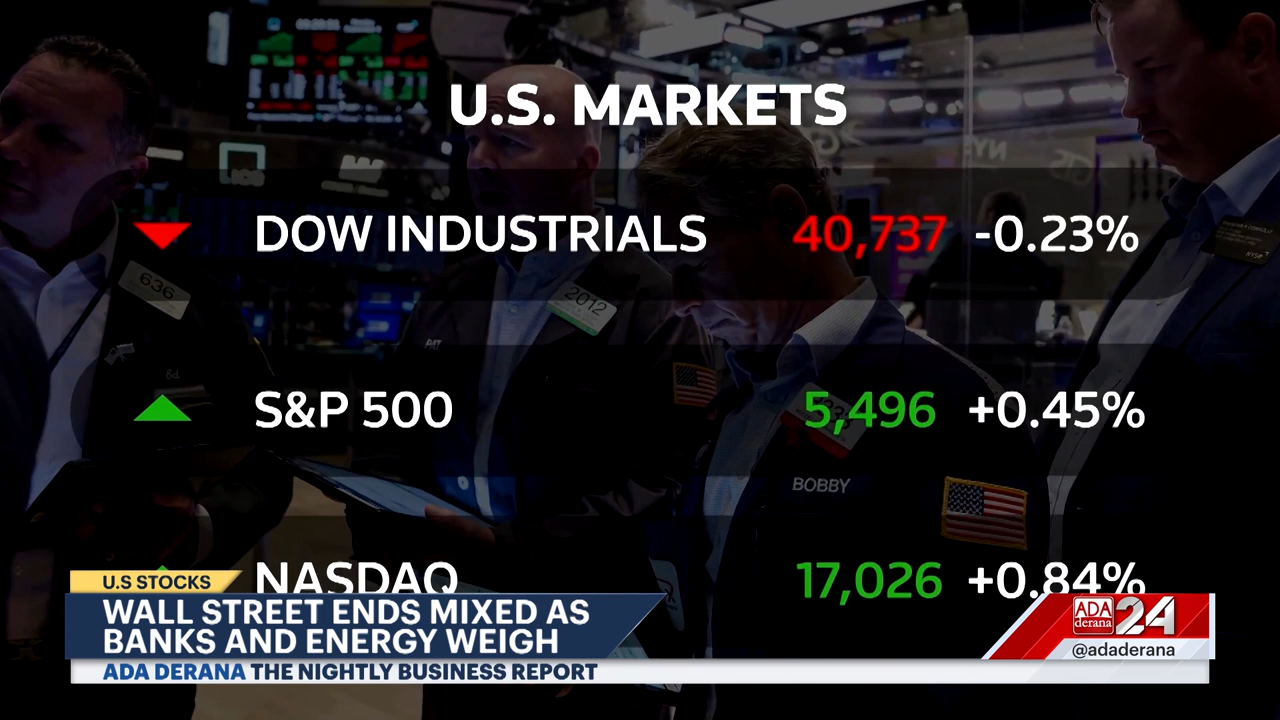 U.S. MARKETS
DOW INDUSTRIALS 40,737 -0.23%
636
2012
PAT
S&P 500 5,496 +0.45%
BOBBY
NASDAQ 17,026 +0.84%
U.S STOCKS
WALL STREET ENDS MIXED AS
BANKS AND ENERGY WEIGH
ADA DERANA THE NIGHTLY BUSINESS REPORT
ADA
derana
24
@adaderana